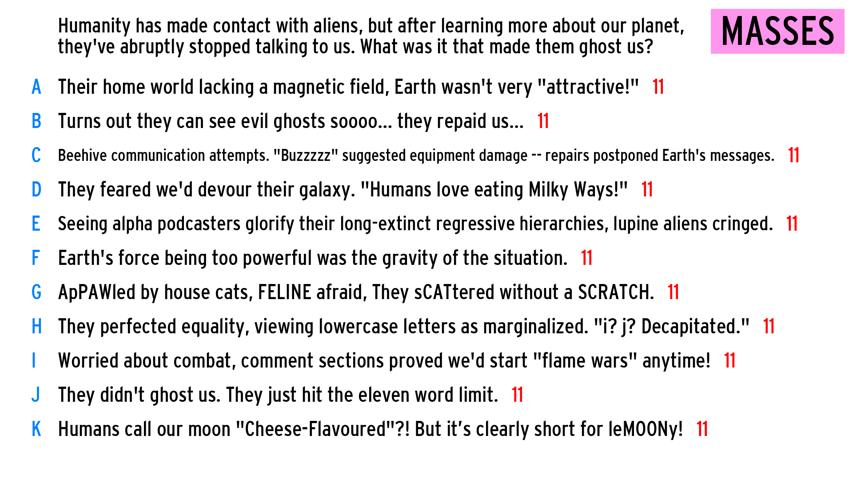 Humanity has made contact with aliens, but after learning more about our planet,
they've abruptly stopped talking to us. What was it that made them ghost us?
MASSES
A Their home world lacking a magnetic field, Earth wasn't very "attractive!" 11
B Turns out they can see evil ghosts soooo... they repaid us... 11
C Beehive communication attempts. "Buzzzzz" suggested equipment damage -- repairs postponed Earth's messages. 11
D They feared we'd devour their galaxy. "Humans love eating Milky Ways!" 11
E Seeing alpha podcasters glorify their long-extinct regressive hierarchies, lupine aliens cringed. 11
F Earth's force being too powerful was the gravity of the situation. 11
G ApPAWled by house cats, FELINE afraid, They sCATtered without a SCRATCH. 11
H They perfected equality, viewing lowercase letters as marginalized. "i? j? Decapitated." 11
I Worried about combat, comment sections proved we'd start "flame wars" anytime! 11
J They didn't ghost us. They just hit the eleven word limit. 11
K Humans call our moon "Cheese-Flavoured"?! But it’s clearly short for leMOONy! 11